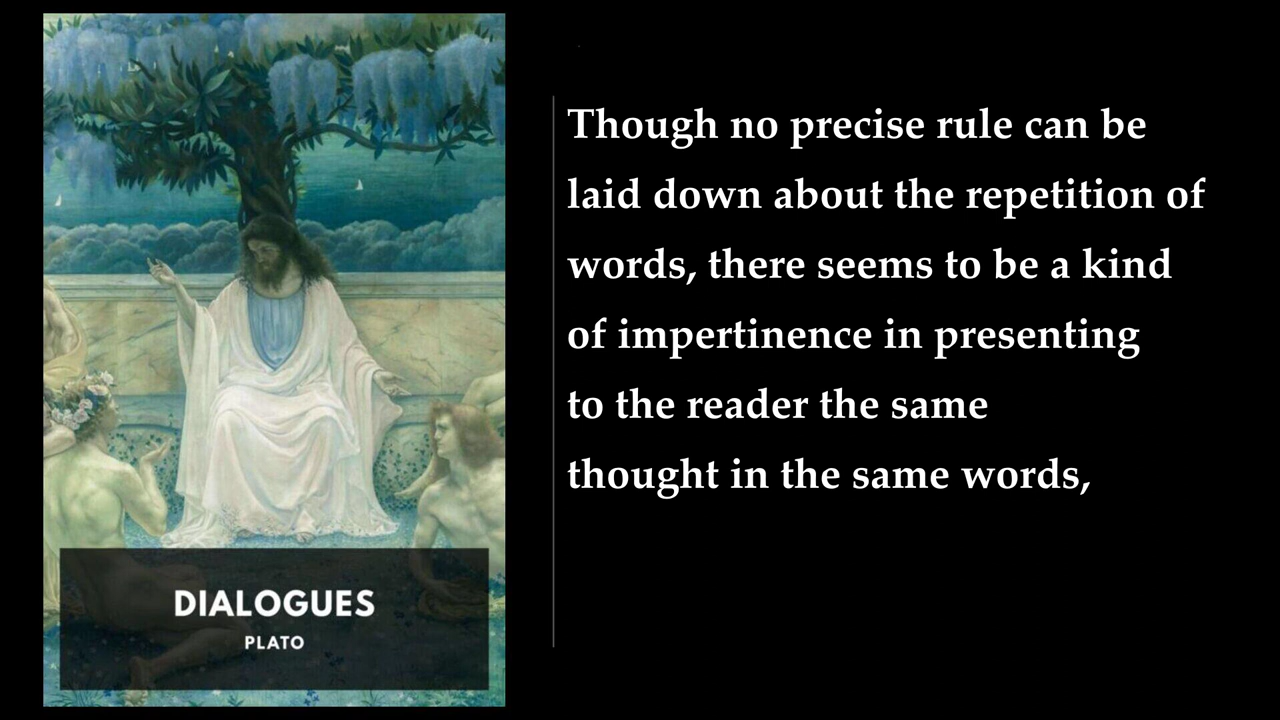 Though no precise rule can be
laid down about the repetition of
words, there seems to be a kind
of impertinence in presenting
to the reader the same
thought in the same words,
DIALOGUES
PLATO